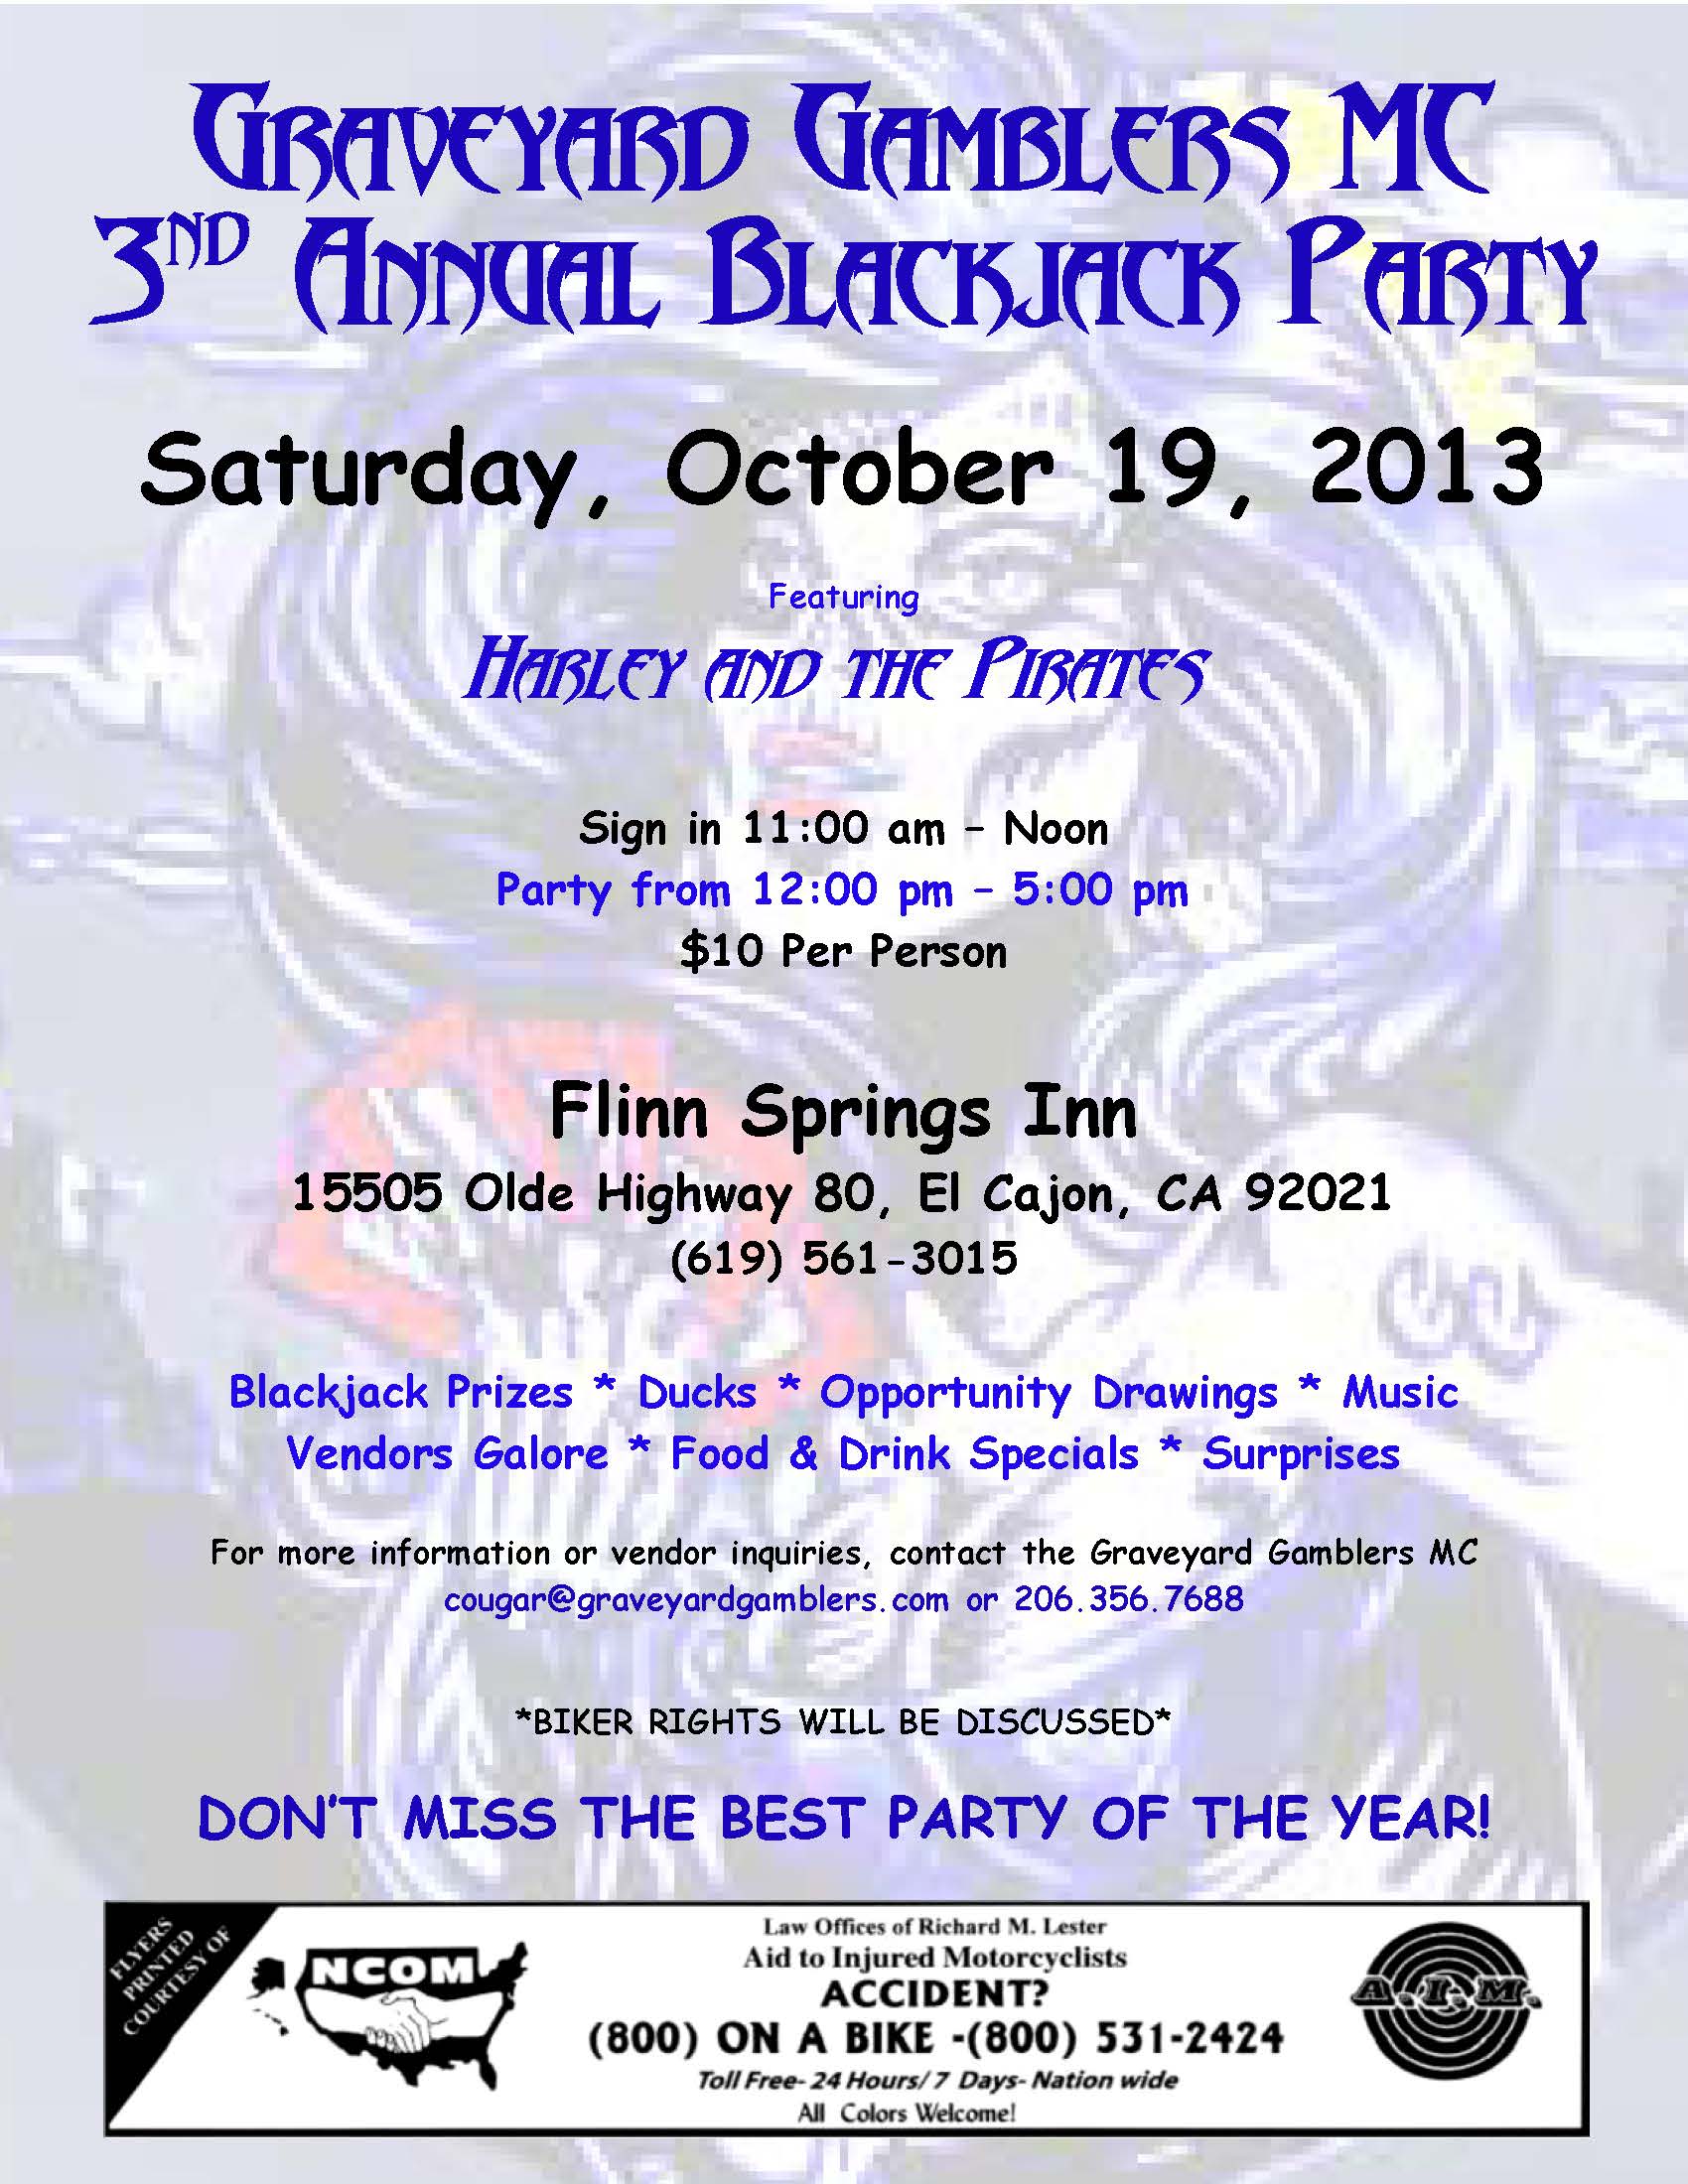 Graveyard Gamblers MC
3nd Annual Blackjack Party
Saturday, October 19, 2013
Featuring
Harley and the Pirates
Sign in 11:00 am – Noon
Party from 12:00 pm – 5:00 pm
$10 Per Person
Flinn Springs Inn
15505 Olde Highway 80, El Cajon, CA 92021
(619) 561-3015
Blackjack Prizes * Ducks * Opportunity Drawings * Music
Vendors Galore * Food & Drink Specials * Surprises
For more information or vendor inquiries, contact the Graveyard Gamblers MC
cougar@graveyardgamblers.com or 206.356.7688
*BIKER RIGHTS WILL BE DISCUSSED*
DON'T MISS THE BEST PARTY OF THE YEAR!
FLYERS
PRINTED
COURTESY OF
NCOM
Law Offices of Richard M. Lester
Aid to Injured Motorcyclists
ACCIDENT?
(800) ON A BIKE -(800) 531-2424
Toll Free- 24 Hours/ 7 Days- Nation wide
All Colors Welcome!
A.I.M.